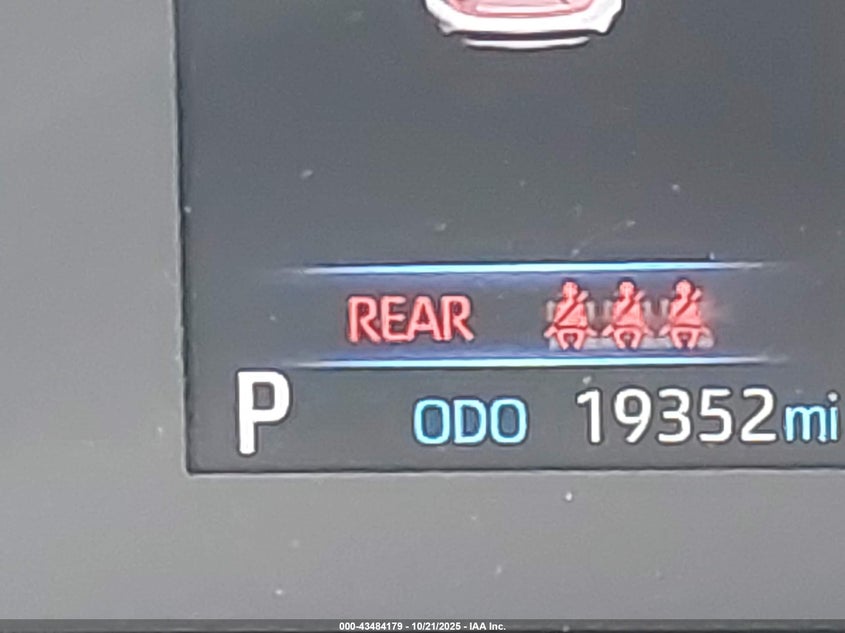 REAR
P ODO 19352 mi
000-43484179 - 10/21/2025 - IAA Inc.